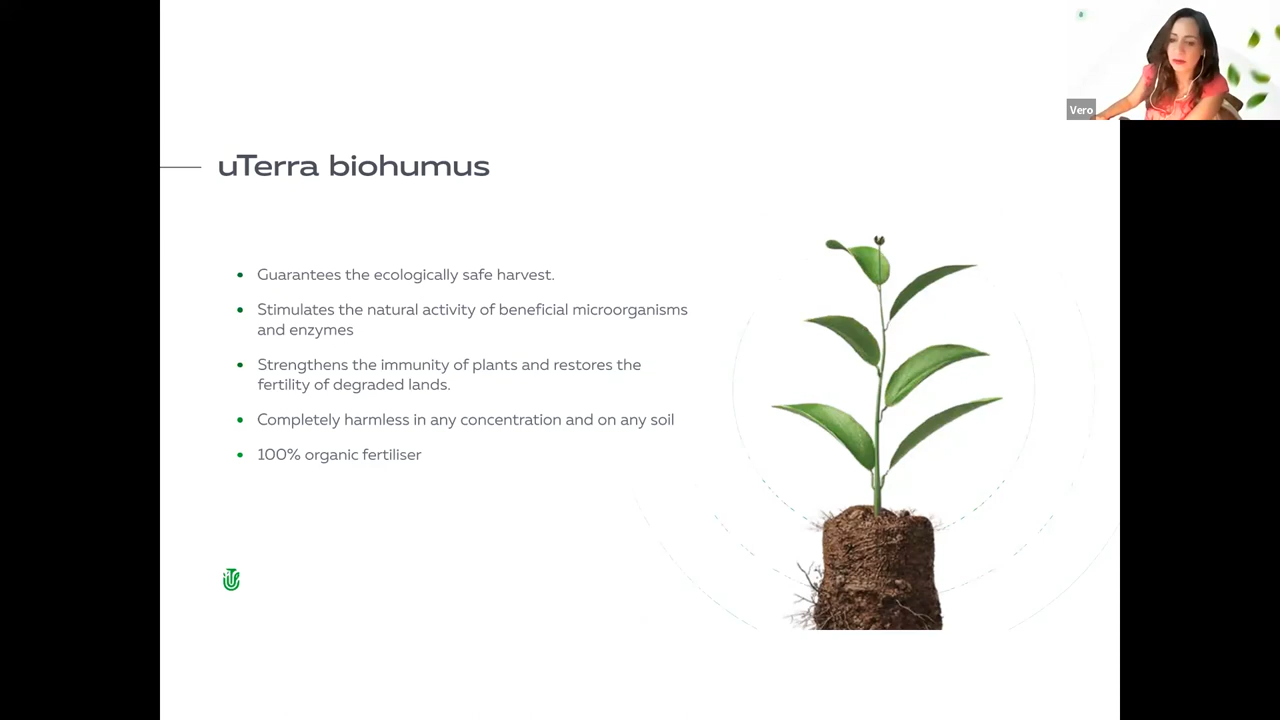 Vero
uTerra biohumus
Guarantees the ecologically safe harvest.
Stimulates the natural activity of beneficial microorganisms
and enzymes
Strengthens the immunity of plants and restores the
fertility of degraded lands.
Completely harmless in any concentration and on any soil
100% organic fertiliser